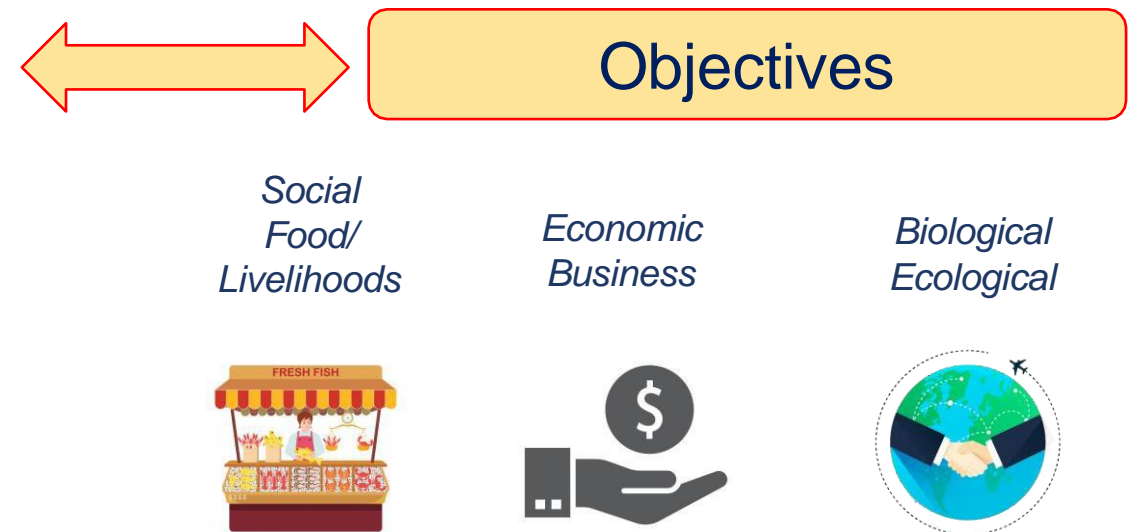 Objectives
Social
Food/
Livelihoods
Economic
Business
Biological
Ecological
FRESH FISH
$